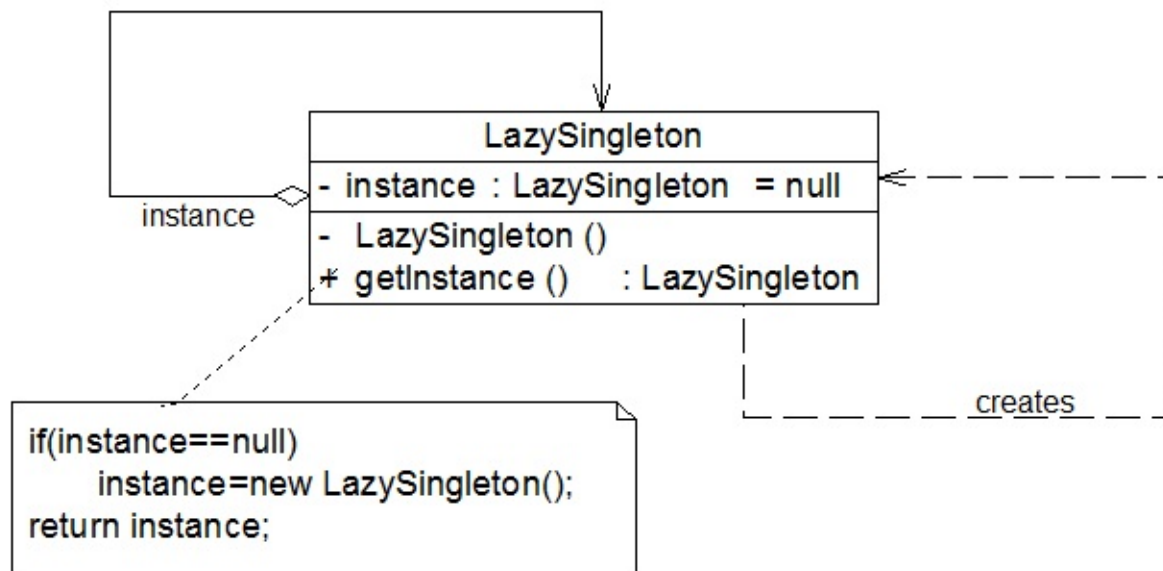 LazySingleton
- instance : LazySingleton = null
instance
- LazySingleton ()
+ getInstance () : LazySingleton
creates
if(instance==null)
instance=new LazySingleton();
return instance;